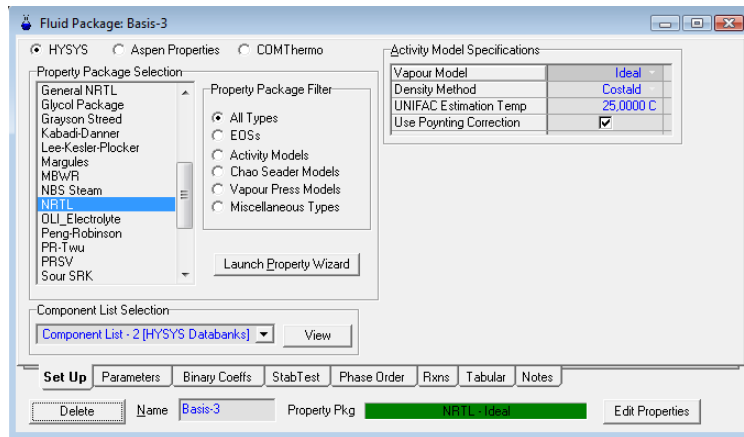 Fluid Package: Basis-3
HYSYS Aspen Properties COMThermo
Property Package Selection
General NRTL
Glycol Package
Grayson Streed
Kabadi-Danner
Lee-Kesler-Plocker
Margules
MBWR
NBS Steam
NRTL
OLI_Electrolyte
Peng-Robinson
PR-Twu
PRSV
Sour SRK
Property Package Filter
All Types
EOSs
Activity Models
Chao Seader Models
Vapour Press Models
Miscellaneous Types
Launch Property Wizard
Activity Model Specifications
Vapour Model Ideal
Density Method Costald
UNIFAC Estimation Temp 25,0000 C
Use Poynting Correction
Component List Selection
Component List - 2 [HYSYS Databanks] View
Set Up Parameters Binary Coeffs StabTest Phase Order Rxns Tabular Notes
Delete Name Basis-3 Property Pkg NRTL - Ideal Edit Properties